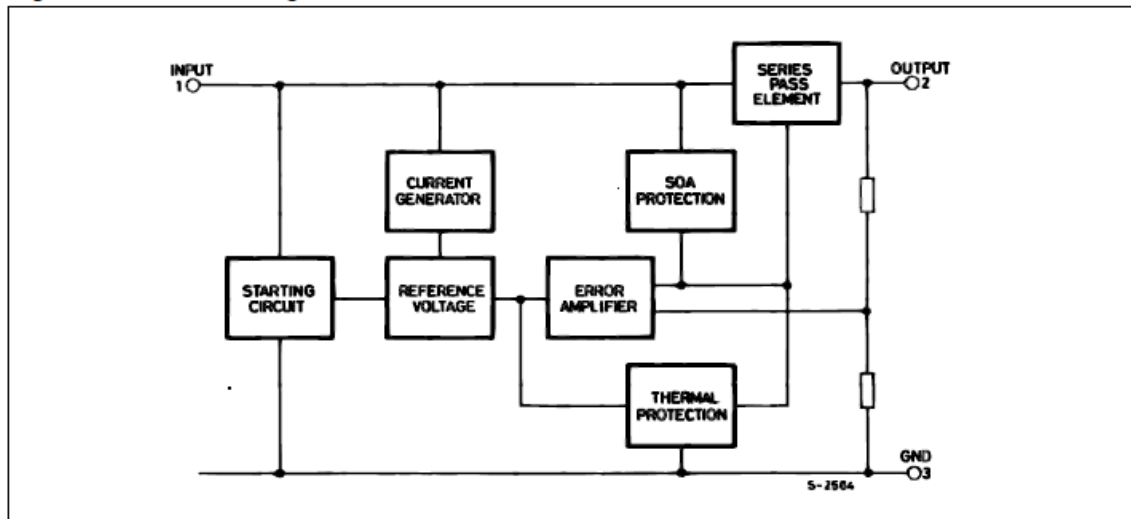 INPUT
1
SERIES
PASS
ELEMENT
OUTPUT
2
CURRENT
GENERATOR
SOA
PROTECTION
STARTING
CIRCUIT
REFERENCE
VOLTAGE
ERROR
AMPLIFIER
THERMAL
PROTECTION
GND
3
S-2564